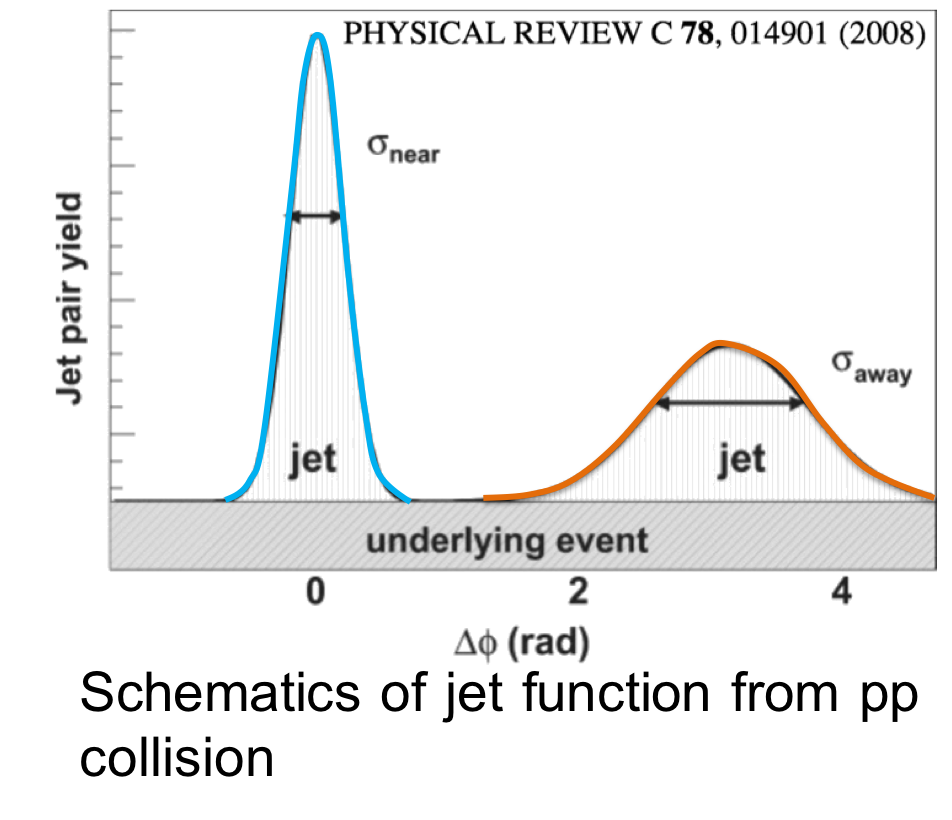 PHYSICAL REVIEW C 78, 014901 (2008)
σnear
Jet pair yield
σaway
jet
jet
underlying event
0 2 4
Δϕ (rad)
Schematics of jet function from pp
collision